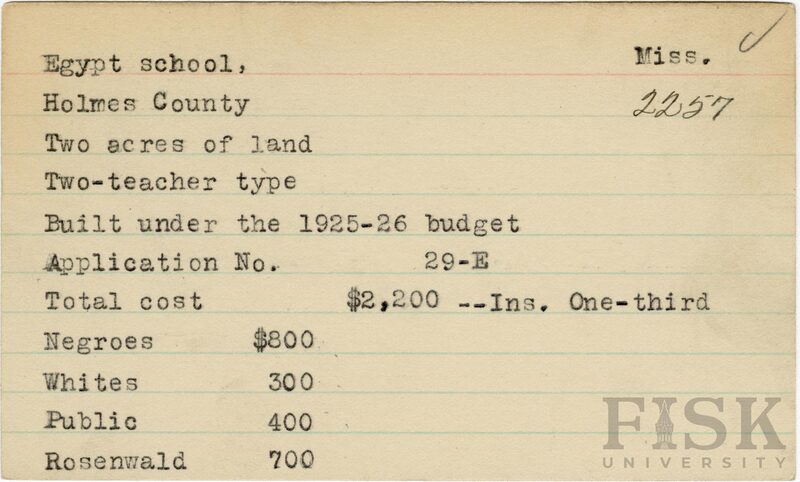 Egypt school, Miss.
Holmes County 2257
Two acres of land
Two-teacher type
Built under the 1925-26 budget
Application No. 29-E
Total cost $2,200 --Ins. One-third
Negroes $800
Whites 300
Public 400
Rosenwald 700
FISK
UNIVERSITY